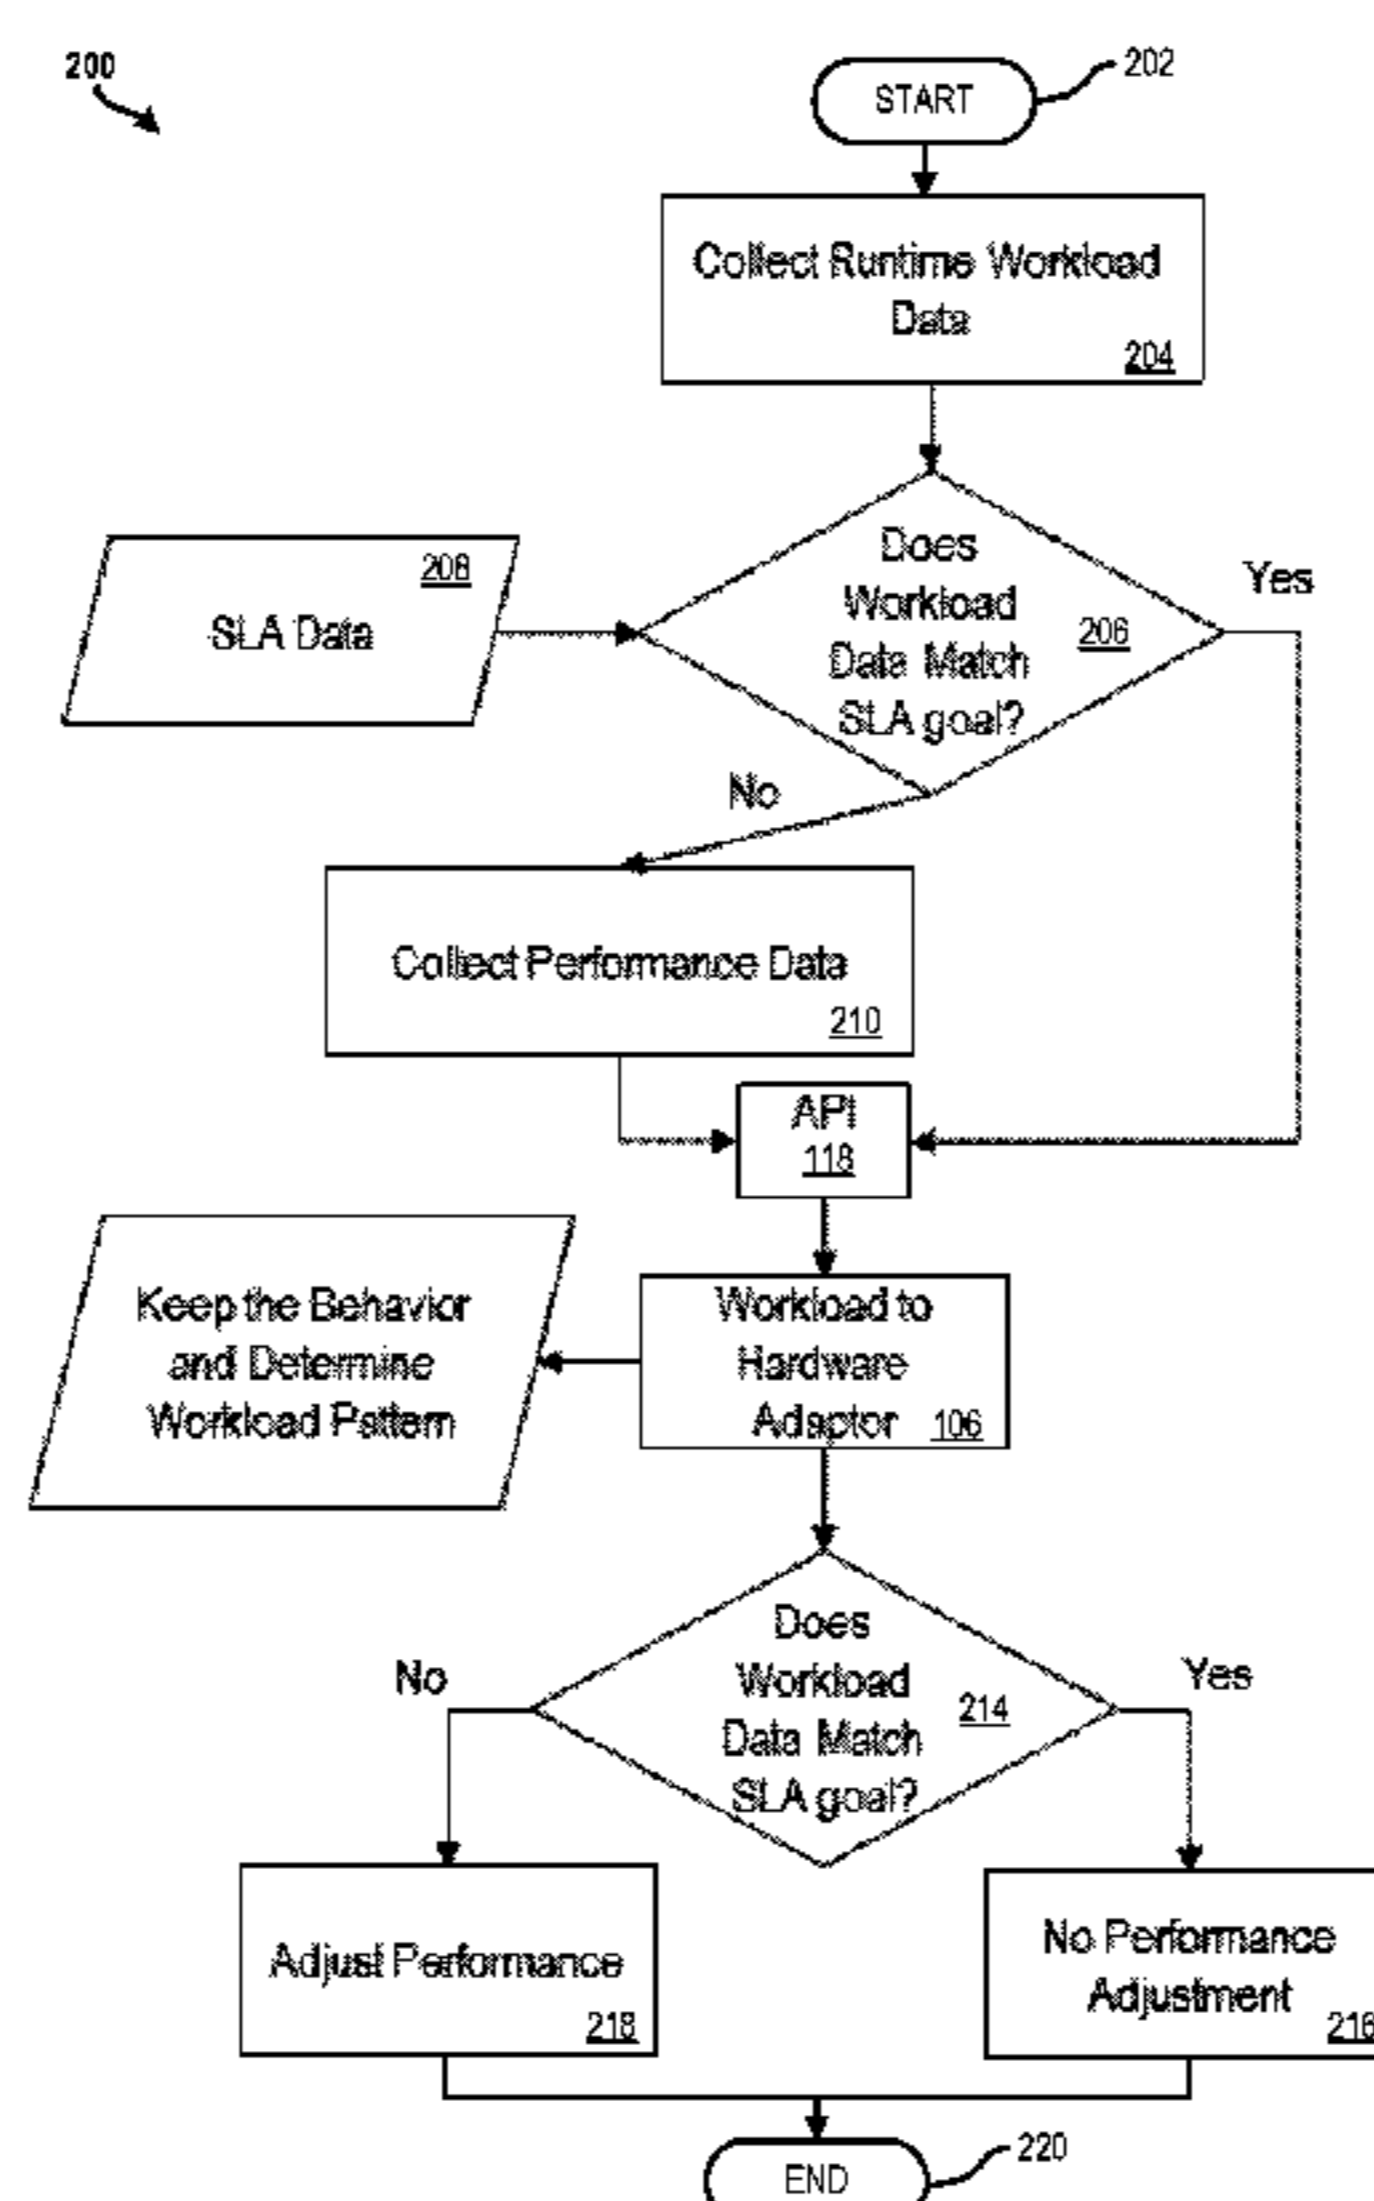 200
START
202
Collect Runtime Workload
Data
204
Does
Workload
Data Match
SLA goal?
206
Yes
208
SLA Data
No
Collect Performance Data
210
API
118
Keep the Behavior
and Determine
Workload Pattern
Workload to
Hardware
Adaptor
106
Does
Workload
Data Match
SLA goal?
214
No
Yes
Adjust Performance
218
No Performance
Adjustment
216
END
220